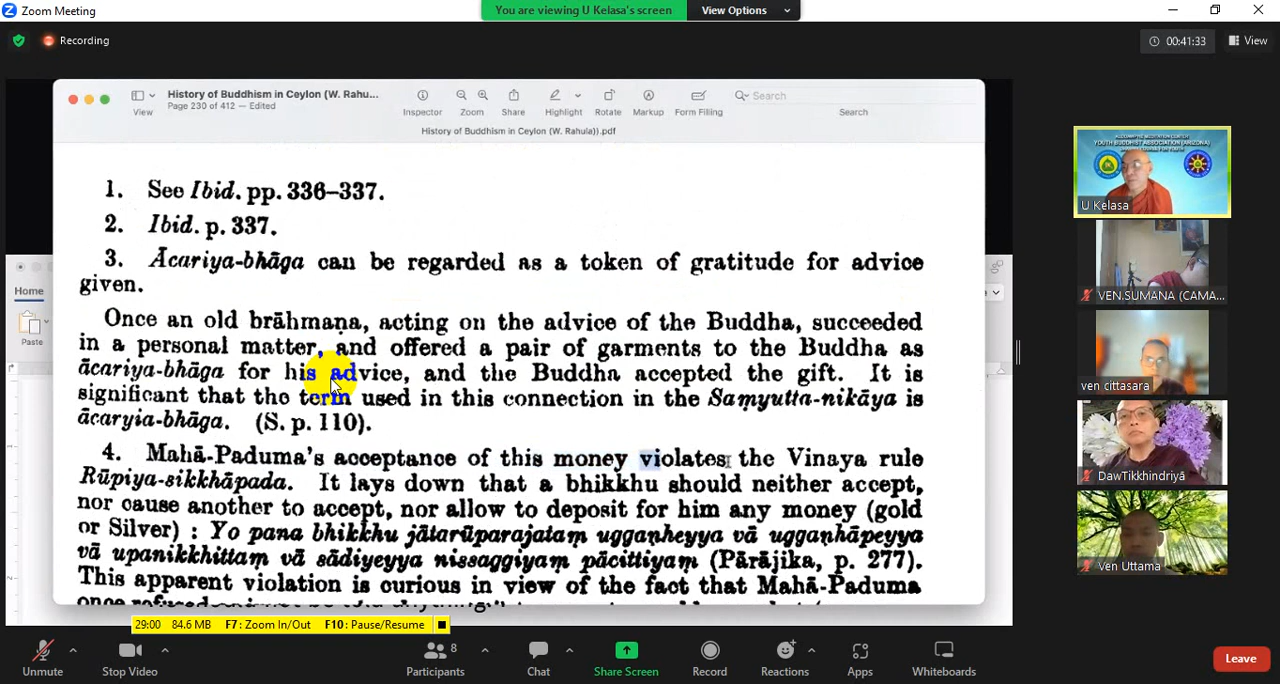 Zoom Meeting
You are viewing U Kelasa's screen
View Options
Recording
00:41:33
View
History of Buddhism in Ceylon (W. Rahu...
Page 230 of 412 — Edited
View
Inspector
Zoom
Share
Highlight
Rotate
Markup
Form Filling
Search
Search
History of Buddhism in Ceylon (W. Rahula)).pdf
1. See Ibid. pp. 336–337.
2. Ibid. p. 337.
3. Ācariya-bhāga can be regarded as a token of gratitude for advice
given.
Once an old brāhmaṇa, acting on the advice of the Buddha, succeeded
in a personal matter, and offered a pair of garments to the Buddha as
ācariya-bhāga for his advice, and the Buddha accepted the gift. It is
significant that the term used in this connection in the Saṃyutta-nikāya is
ācaryia-bhāga. (S. p. 110).
4. Mahā-Paduma's acceptance of this money violates the Vinaya rule
Rūpiya-sikkhāpada. It lays down that a bhikkhu should neither accept,
nor cause another to accept, nor allow to deposit for him any money (gold
or Silver) : Yo pana bhikkhu jātarūparajataṃ uggaṇheyya vā uggaṇhāpeyya
vā upanikkhittaṃ vā sādiyeyya nissaggiyaṃ pācittiyaṃ (Pārājika, p. 277).
This apparent violation is curious in view of the fact that Mahā-Paduma
once refused
Home
Paste
YOUTH BUDDHIST ASSOCIATION (ARIZONA)
U Kelasa
VEN.SUMANA (CAMA...
ven cittasara
DawTikkhindriyā
Ven Uttama
29:00 84.6 MB F7: Zoom In/Out F10: Pause/Resume
Unmute
Stop Video
8
Participants
Chat
Share Screen
Record
Reactions
Apps
Whiteboards
Leave